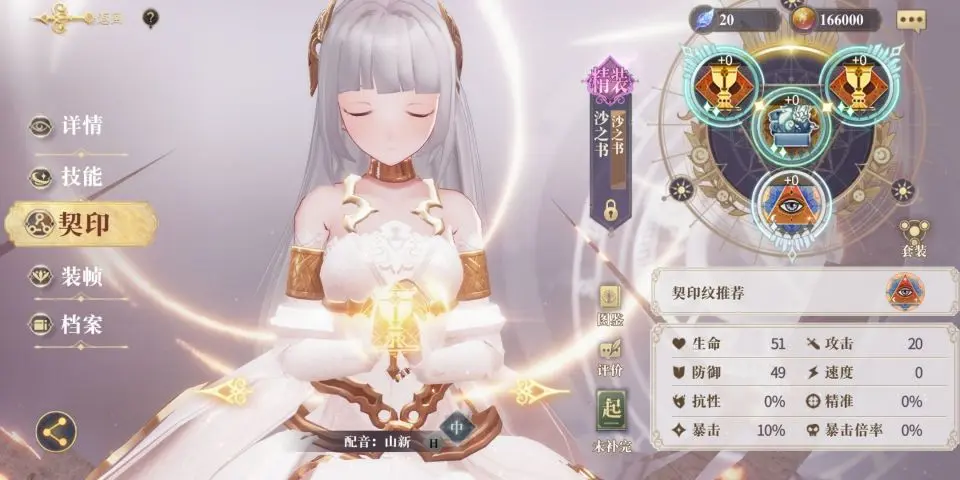 返回
?
20
166000
详情
技能
契印
装帧
档案
精装
沙之书
沙之书
+0
+0
+0
+0
套装
图鉴
评价
起
未补完
契印纹推荐
生命 51 攻击 20
防御 49 速度 0
抗性 0% 精准 0%
暴击 10% 暴击倍率 0%
配音：山新
中